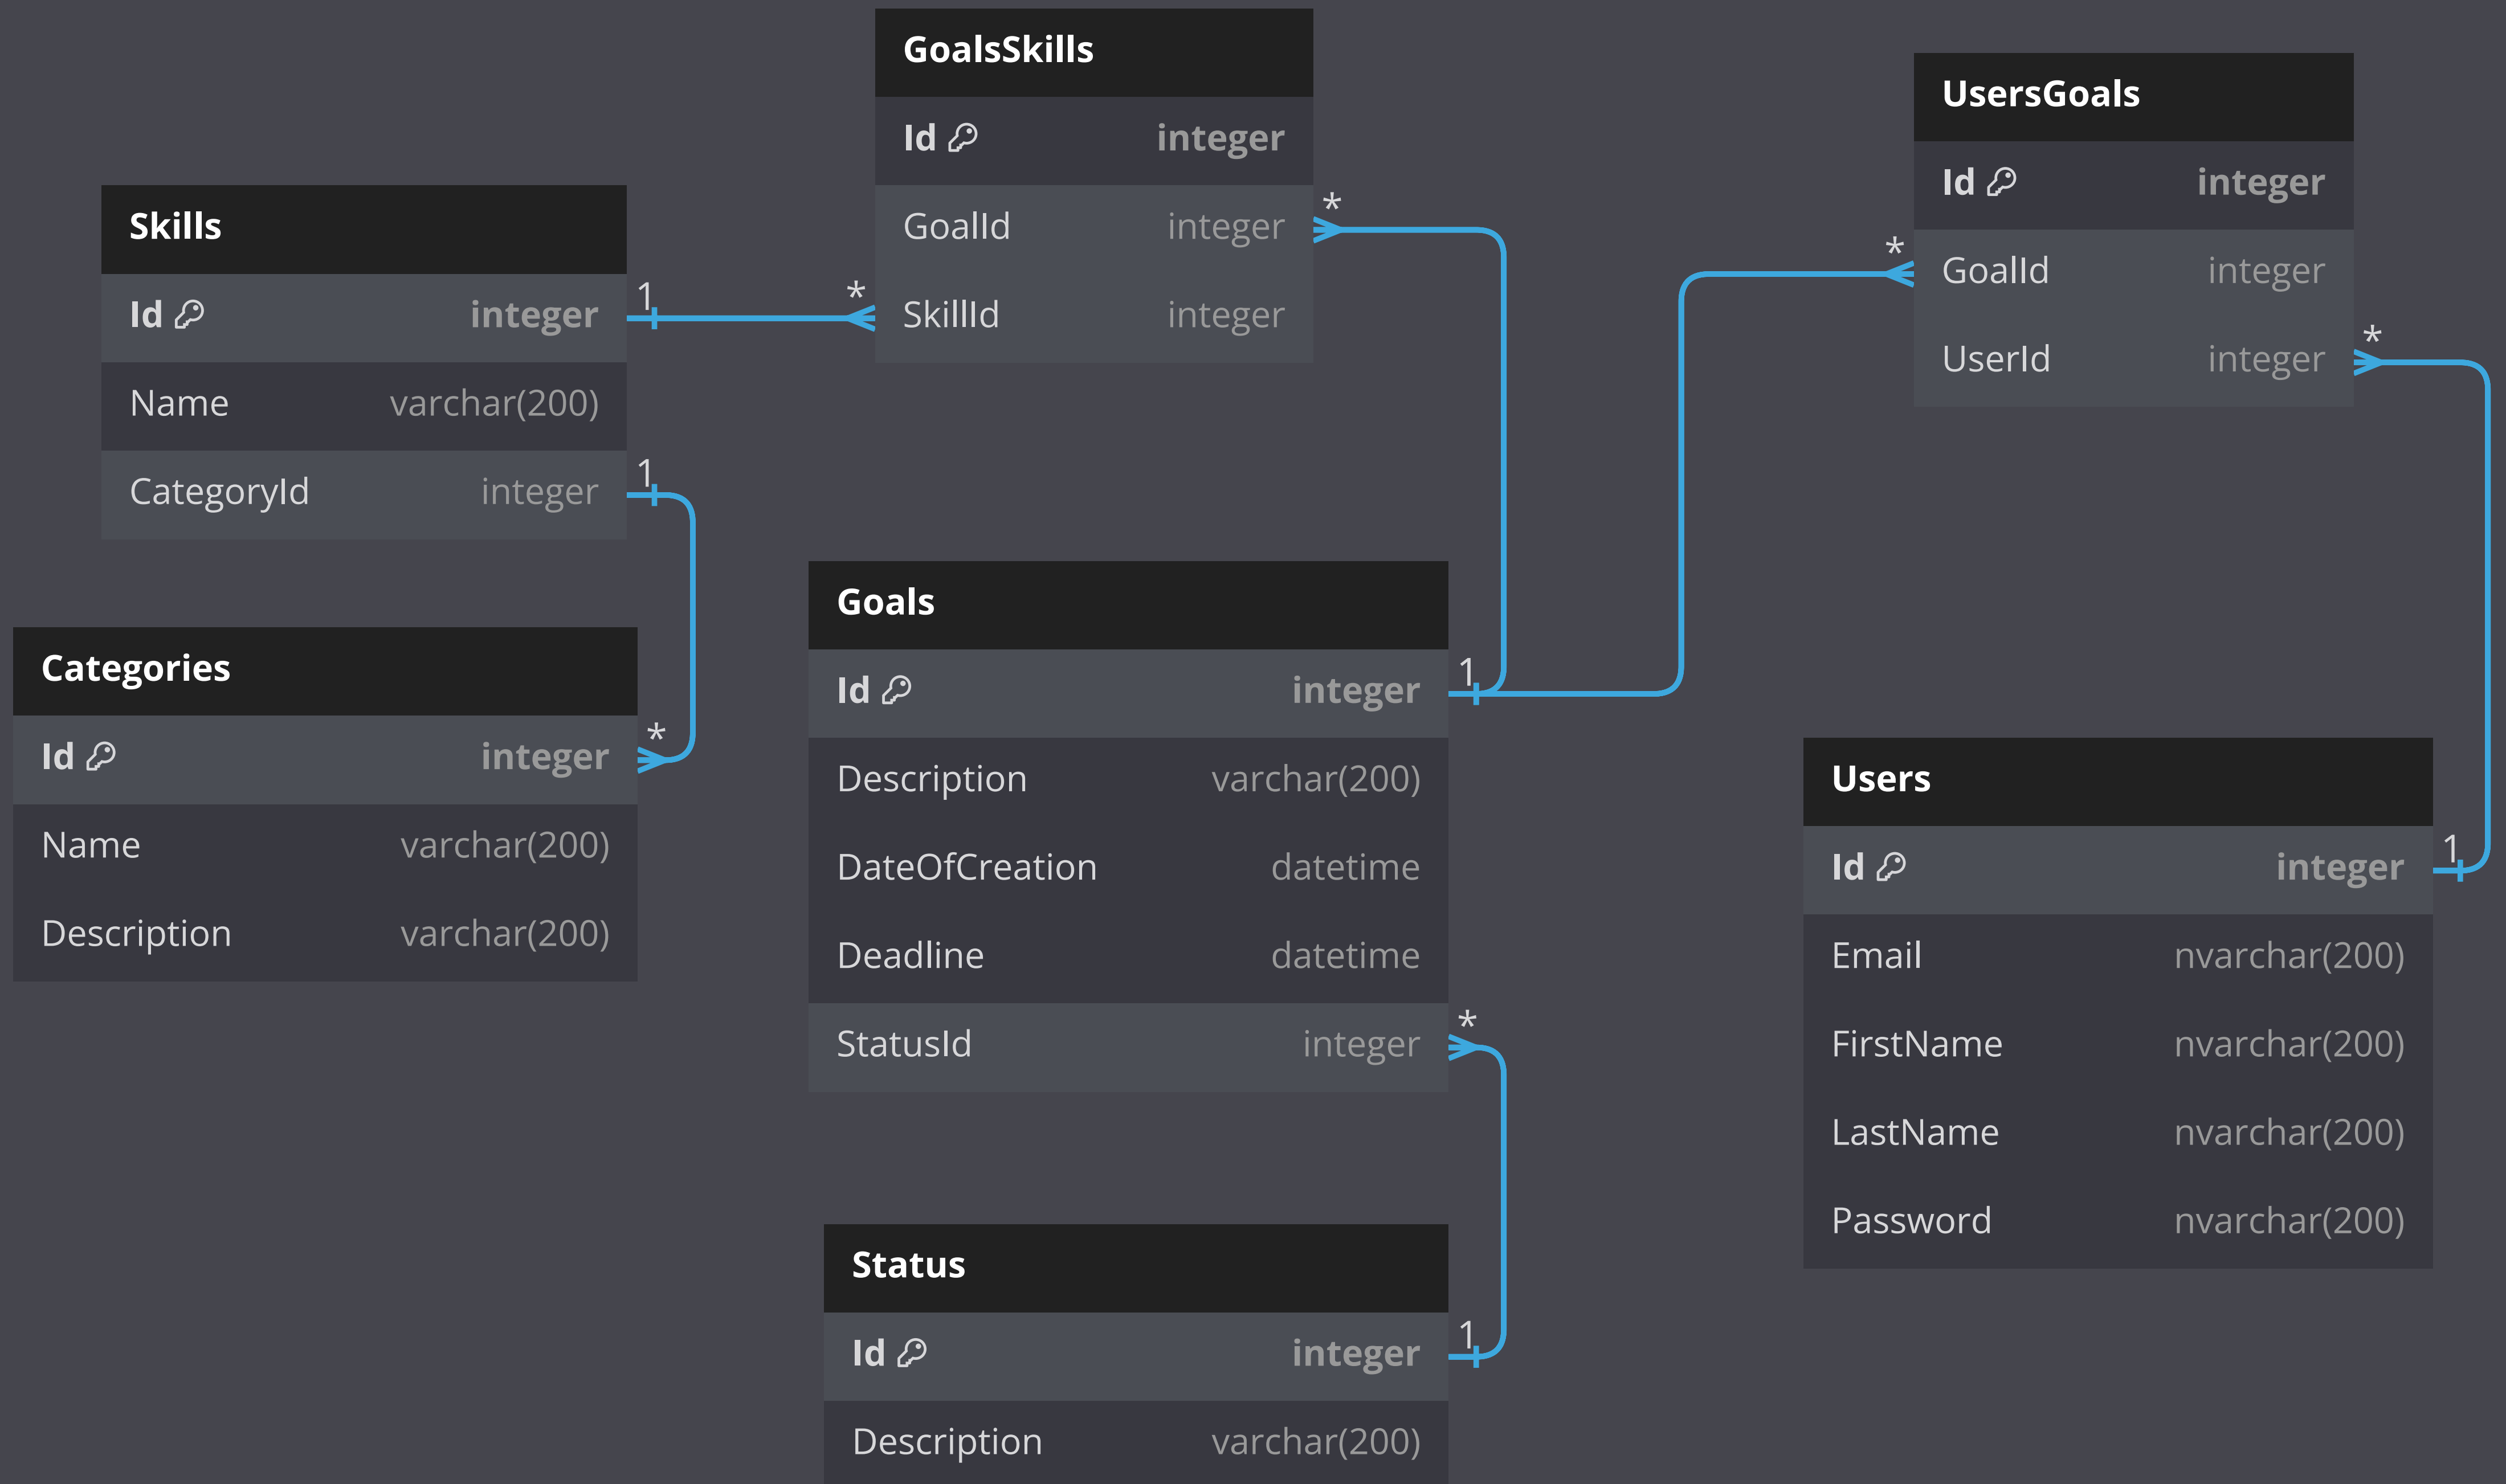 GoalsSkills
Id integer
GoalId integer
SkillId integer
UsersGoals
Id integer
GoalId integer
UserId integer
Skills
Id integer
Name varchar(200)
CategoryId integer
Categories
Id integer
Name varchar(200)
Description varchar(200)
Goals
Id integer
Description varchar(200)
DateOfCreation datetime
Deadline datetime
StatusId integer
Users
Id integer
Email nvarchar(200)
FirstName nvarchar(200)
LastName nvarchar(200)
Password nvarchar(200)
Status
Id integer
Description varchar(200)
1
*
1
*
*
1
*
*
1
*
1